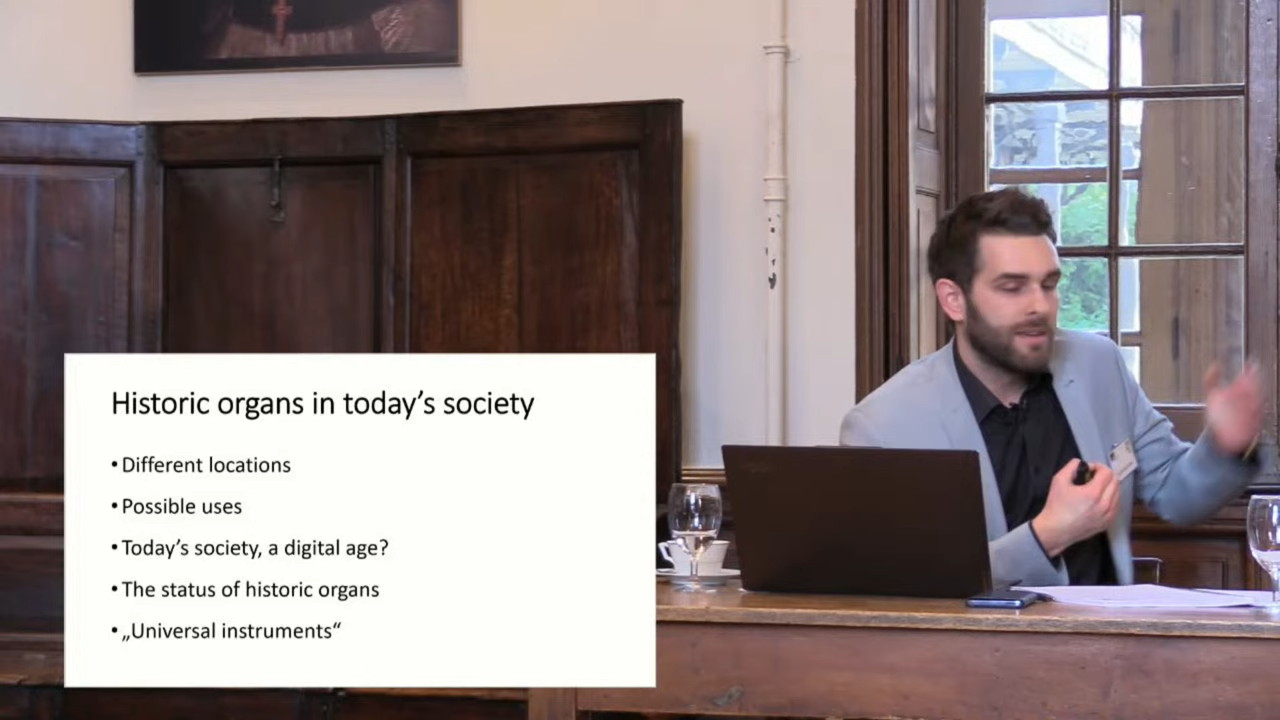 Historic organs in today's society
•Different locations
•Possible uses
•Today's society, a digital age?
•The status of historic organs
•„Universal instruments“